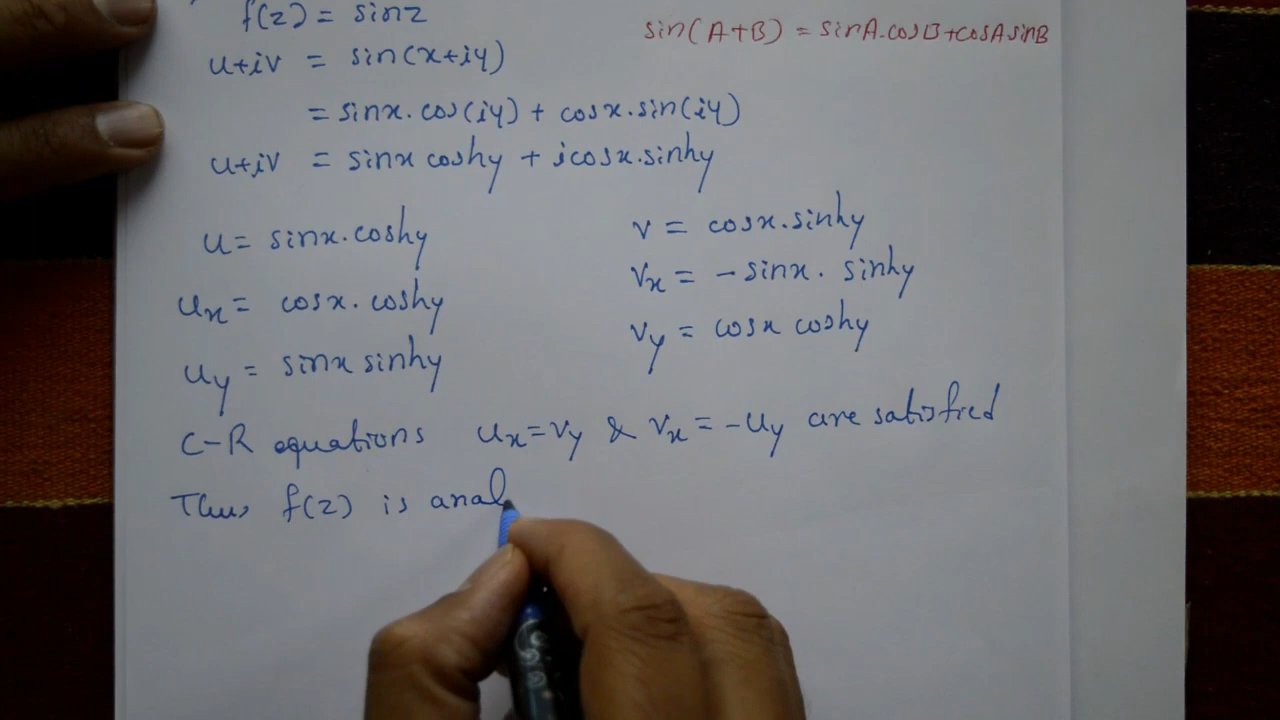 f(z) = sinz
sin(A+B) = sinA.cosB+cosAsinB
u+iv = sin(x+iy)
= sinx.cos(iy) + cosx.sin(iy)
u+iv = sinx coshy + icosx.sinhy
u = sinx.coshy
v = cosx.sinhy
ux = cosx.coshy
vx = - sinx. sinhy
uy = sinx sinhy
vy = cosx coshy
C-R equations ux=vy & vx = -uy are satisfied
Thus f(z) is anal